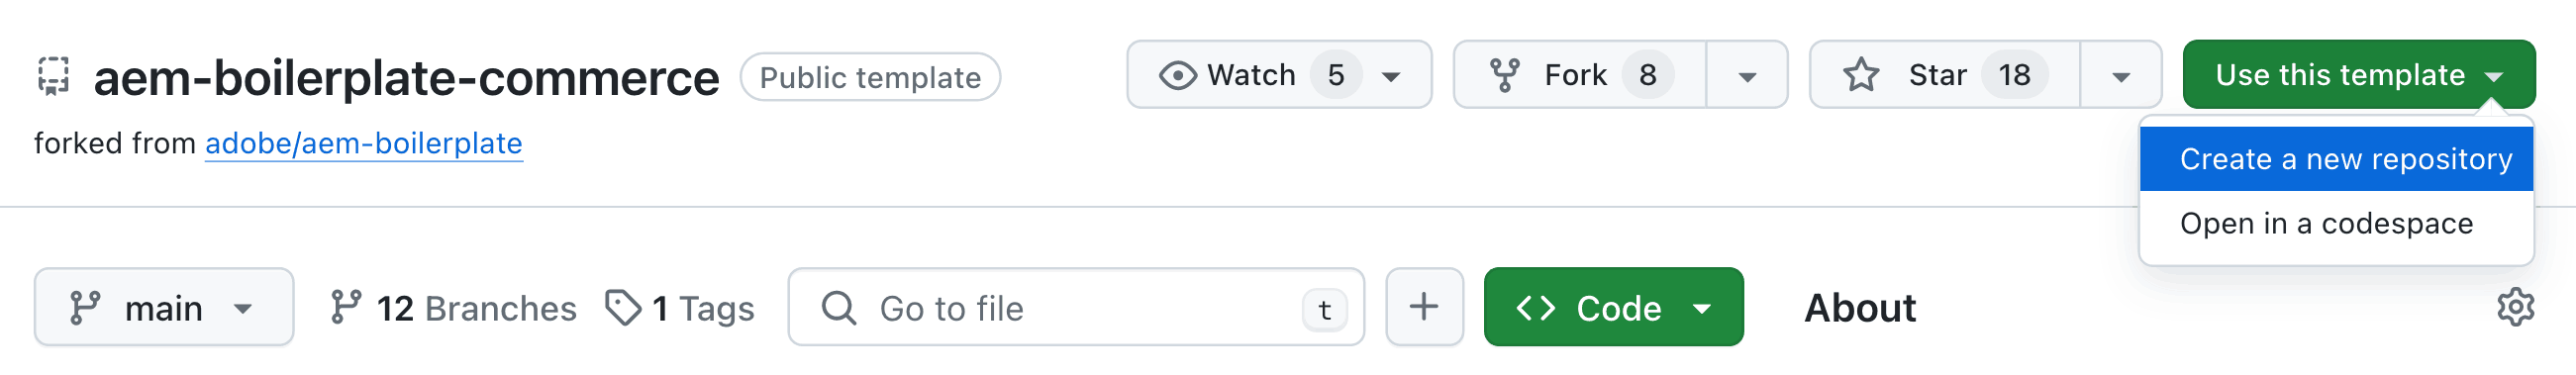 aem-boilerplate-commerce Public template Watch 5 Fork 8 Star 18 Use this template
forked from adobe/aem-boilerplate
Create a new repository
Open in a codespace
main 12 Branches 1 Tags Go to file t + <> Code About